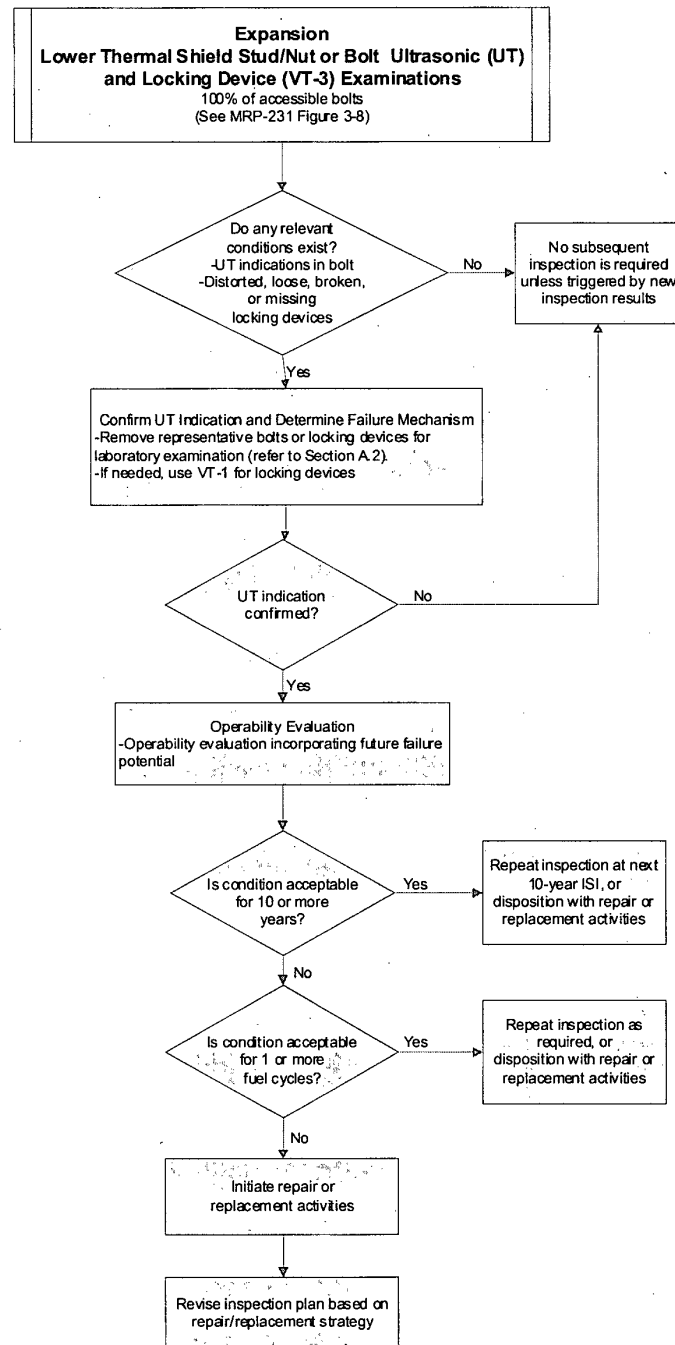 Expansion
Lower Thermal Shield Stud/Nut or Bolt Ultrasonic (UT)
and Locking Device (VT-3) Examinations
100% of accessible bolts
(See MRP-231 Figure 3-8)
Do any relevant
conditions exist?
-UT indications in bolt
-Distorted, loose, broken,
or missing
locking devices
No
No subsequent
inspection is required
unless triggered by new
inspection results
Yes
Confirm UT Indication and Determine Failure Mechanism
-Remove representative bolts or locking devices for
laboratory examination (refer to Section A.2).
-If needed, use VT-1 for locking devices
UT indication
confirmed?
No
Yes
Operability Evaluation
-Operability evaluation incorporating future failure
potential
Is condition acceptable
for 10 or more
years?
Yes
Repeat inspection at next
10-year ISI, or
disposition with repair or
replacement activities
No
Is condition acceptable
for 1 or more
fuel cycles?
Yes
Repeat inspection as
required, or
disposition with repair or
replacement activities
No
Initiate repair or
replacement activities
Revise inspection plan based on
repair/replacement strategy